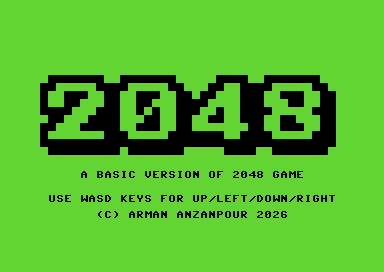 2048
A BASIC VERSION OF 2048 GAME
USE WASD KEYS FOR UP/LEFT/DOWN/RIGHT
(C) ARMAN ANZANPOUR 2026